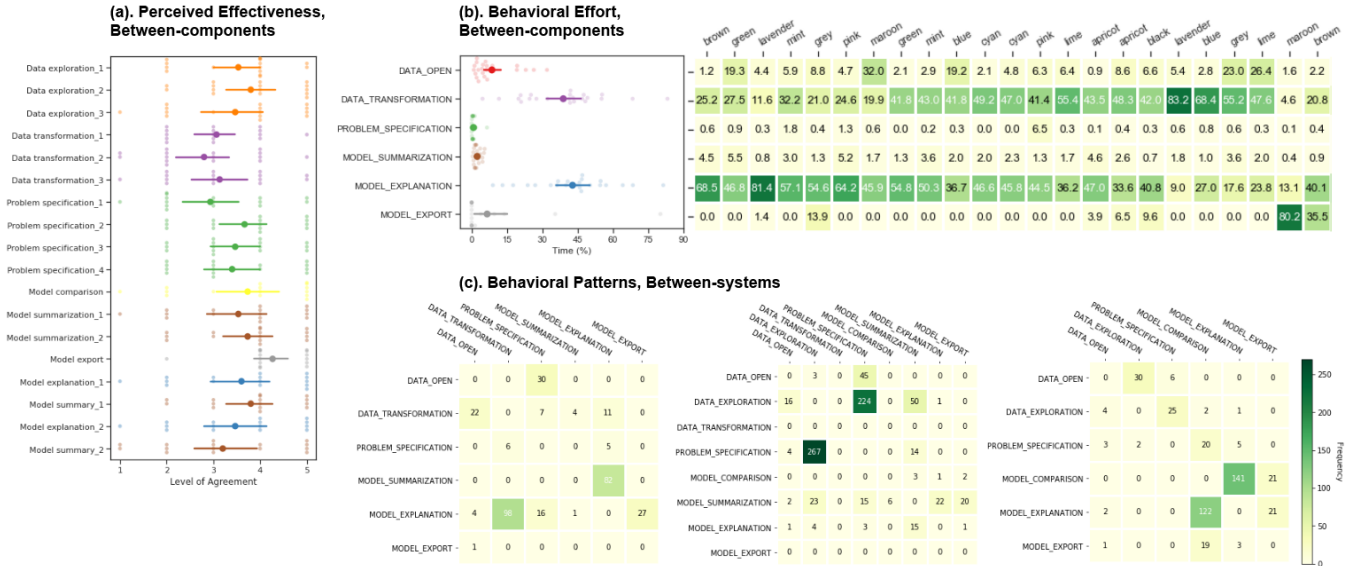 (a). Perceived Effectiveness,
Between-components
Data exploration_1
Data exploration_2
Data exploration_3
Data transformation_1
Data transformation_2
Data transformation_3
Problem specification_1
Problem specification_2
Problem specification_3
Problem specification_4
Model comparison
Model summarization_1
Model summarization_2
Model export
Model explanation_1
Model summary_1
Model explanation_2
Model summary_2
1 2 3 4 5
Level of Agreement
(b). Behavioral Effort,
Between-components
DATA_OPEN
DATA_TRANSFORMATION
PROBLEM_SPECIFICATION
MODEL_SUMMARIZATION
MODEL_EXPLANATION
MODEL_EXPORT
0 15 30 45 60 75 90
Time (%)
brown green lavender mint grey pink maroon green mint blue cyan cyan pink lime apricot apricot black lavender blue grey lime maroon brown
1.2 19.3 4.4 5.9 8.8 4.7 32.0 2.1 2.9 19.2 2.1 4.8 6.3 6.4 0.9 8.6 6.6 5.4 2.8 23.0 26.4 1.6 2.2
25.2 27.5 11.6 32.2 21.0 24.6 19.9 41.8 43.0 41.8 49.2 47.0 41.4 55.4 43.5 48.3 42.0 83.2 68.4 55.2 47.6 4.6 20.8
0.6 0.9 0.3 1.8 0.4 1.3 0.6 0.2 0.3 0.3 0.0 0.0 6.5 0.3 0.1 0.4 0.3 0.6 0.8 0.6 0.3 0.1 0.4
4.5 5.5 0.8 3.0 1.3 5.2 1.7 1.3 3.6 2.0 2.0 2.3 1.3 1.7 4.6 2.6 0.7 1.8 1.0 3.6 2.0 0.4 0.9
68.5 46.8 81.4 57.1 54.6 64.2 45.9 54.8 50.3 36.7 46.6 45.8 44.5 36.2 47.0 33.6 40.8 9.0 27.0 17.6 23.8 13.1 40.1
0.0 0.0 1.4 0.0 13.9 0.0 0.0 0.0 0.0 0.0 0.0 0.0 0.0 0.0 3.9 6.5 9.6 0.0 0.0 0.0 0.0 80.2 35.5
(c). Behavioral Patterns, Between-systems
DATA_OPEN
DATA_TRANSFORMATION
PROBLEM_SPECIFICATION
MODEL_SUMMARIZATION
MODEL_EXPLANATION
MODEL_EXPORT
DATA_OPEN 0 0 30 0 0 0
DATA_TRANSFORMATION 22 0 7 4 11 0
PROBLEM_SPECIFICATION 0 6 0 0 5 0
MODEL_SUMMARIZATION 0 0 0 0 0
MODEL_EXPLANATION 4 16 1 0 27
MODEL_EXPORT 1 0 0 0 0 0
DATA_OPEN
DATA_EXPLORATION
DATA_TRANSFORMATION
PROBLEM_SPECIFICATION
MODEL_COMPARISON
MODEL_SUMMARIZATION
MODEL_EXPLANATION
MODEL_EXPORT
DATA_OPEN 0 3 0 45 0 0 0 0
DATA_EXPLORATION 16 0 0 224 0 50 1 0
DATA_TRANSFORMATION 0 0 0 0 0 0 0 0
PROBLEM_SPECIFICATION 4 267 0 0 0 14 0 0
MODEL_COMPARISON 0 0 0 0 0 3 1 2
MODEL_SUMMARIZATION 2 23 0 15 6 0 22 20
MODEL_EXPLANATION 1 4 0 3 0 15 0 1
MODEL_EXPORT 0 0 0 0 0 0 0 0
DATA_OPEN
DATA_EXPLORATION
PROBLEM_SPECIFICATION
MODEL_COMPARISON
MODEL_EXPLANATION
MODEL_EXPORT
DATA_OPEN 0 30 6 0 0 0
DATA_EXPLORATION 4 0 25 2 1 0
PROBLEM_SPECIFICATION 3 2 0 20 5 0
MODEL_COMPARISON 0 0 0 0 141 21
MODEL_EXPLANATION 2 0 0 122 0 21
MODEL_EXPORT 1 0 0 19 3 0
250
200
150
100
50
0
Frequency